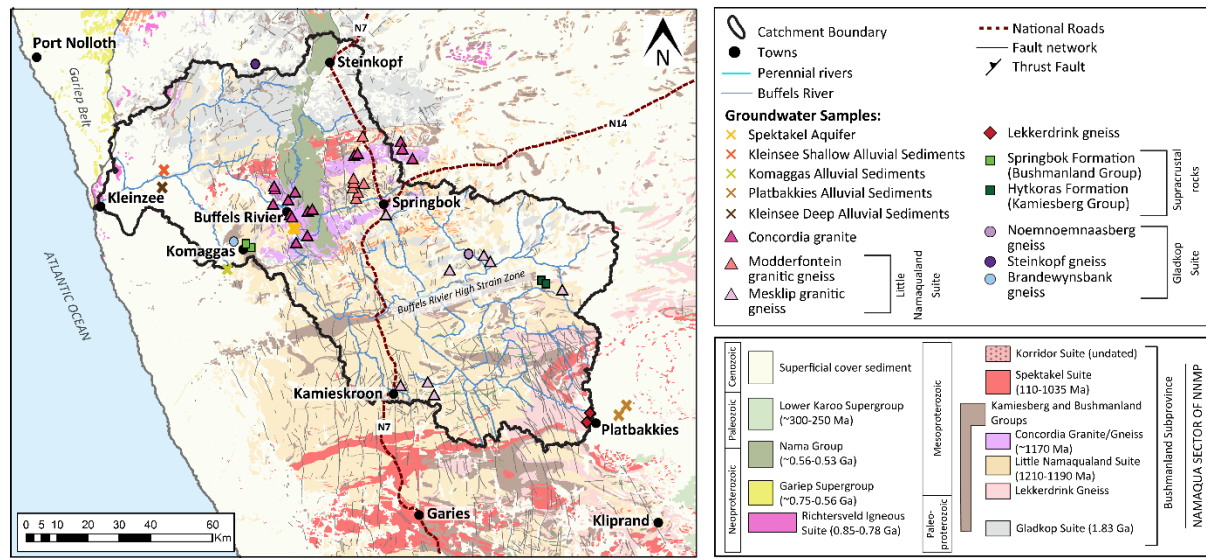 Port Nolloth
Steinkopf
N7
N
Gariep Belt
N14
Kleinzee
Buffels Rivier
Springbok
Komaggas
ATLANTIC OCEAN
Buffels Rivier High Strain Zone
Kamieskroon
N7
Platbakkies
Garies
Kliprand
0 5 10 20 30 40 60
Km
Catchment Boundary
Towns
Perennial rivers
Buffels River
National Roads
Fault network
Thrust Fault
Groundwater Samples:
Spektakel Aquifer
Kleinsee Shallow Alluvial Sediments
Komaggas Alluvial Sediments
Platbakkies Alluvial Sediments
Kleinsee Deep Alluvial Sediments
Concordia granite
Modderfontein
granitic gneiss
Mesklip granitic
gneiss
Little
Namaqualand
Suite
Lekkerdrink gneiss
Springbok Formation
(Bushmanland Group)
Hytkoras Formation
(Kamiesberg Group)
Supracrustal
rocks
Noemnoemnaasberg
gneiss
Steinkopf gneiss
Brandewynsbank
gneiss
Gladkop
Suite
Cenozoic
Superficial cover sediment
Paleozoic
Lower Karoo Supergroup
(~300-250 Ma)
Nama Group
(~0.56-0.53 Ga)
Neoproterozoic
Gariep Supergroup
(~0.75-0.56 Ga)
Richtersveld Igneous
Suite (0.85-0.78 Ga)
Mesoproterozoic
Paleo-
proterozoic
Korridor Suite (undated)
Spektakel Suite
(110-1035 Ma)
Kamiesberg and Bushmanland
Groups
Concordia Granite/Gneiss
(~1170 Ma)
Little Namaqualand Suite
(1210-1190 Ma)
Lekkerdrink Gneiss
Gladkop Suite (1.83 Ga)
Bushmanland Subprovince
NAMAQUA SECTOR OF NNMP